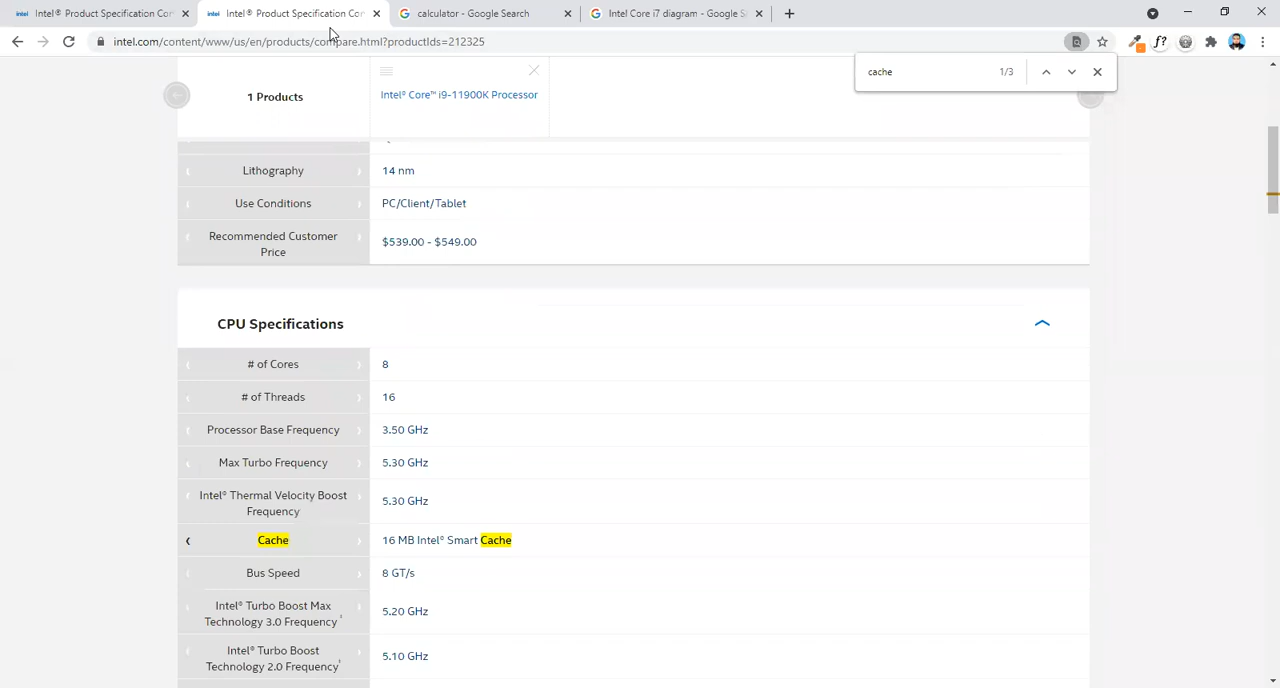 intel Intel® Product Specification Con
intel Intel® Product Specification Con
calculator - Google Search
Intel Core i7 diagram - Google S
intel.com/content/www/us/en/products/compare.html?productIds=212325
f?
cache 1/3
1 Products
Intel® Core™ i9-11900K Processor
Lithography 14 nm
Use Conditions PC/Client/Tablet
Recommended Customer
Price
$539.00 - $549.00
CPU Specifications
# of Cores 8
# of Threads 16
Processor Base Frequency 3.50 GHz
Max Turbo Frequency 5.30 GHz
Intel® Thermal Velocity Boost
Frequency
5.30 GHz
Cache 16 MB Intel® Smart Cache
Bus Speed 8 GT/s
Intel® Turbo Boost Max
Technology 3.0 Frequency
5.20 GHz
Intel® Turbo Boost
Technology 2.0 Frequency
5.10 GHz